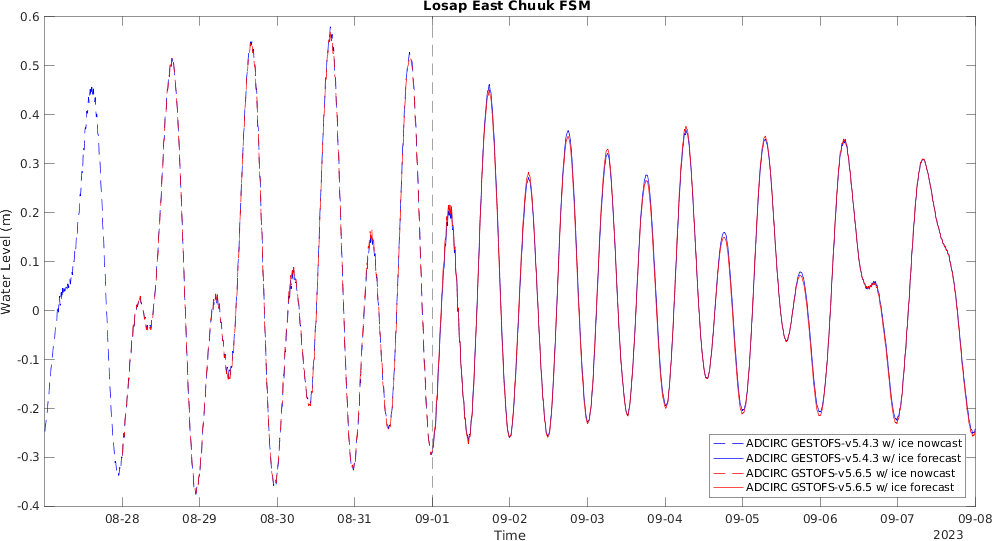 Losap East Chuuk FSM
0.6
0.5
0.4
0.3
0.2
0.1
0
-0.1
-0.2
-0.3
-0.4
Water Level (m)
ADCIRC GESTOFS-v5.4.3 w/ ice nowcast
ADCIRC GESTOFS-v5.4.3 w/ ice forecast
ADCIRC GSTOFS-v5.6.5 w/ ice nowcast
ADCIRC GSTOFS-v5.6.5 w/ ice forecast
08-28 08-29 08-30 08-31 09-01 09-02 09-03 09-04 09-05 09-06 09-07 09-08
Time
2023